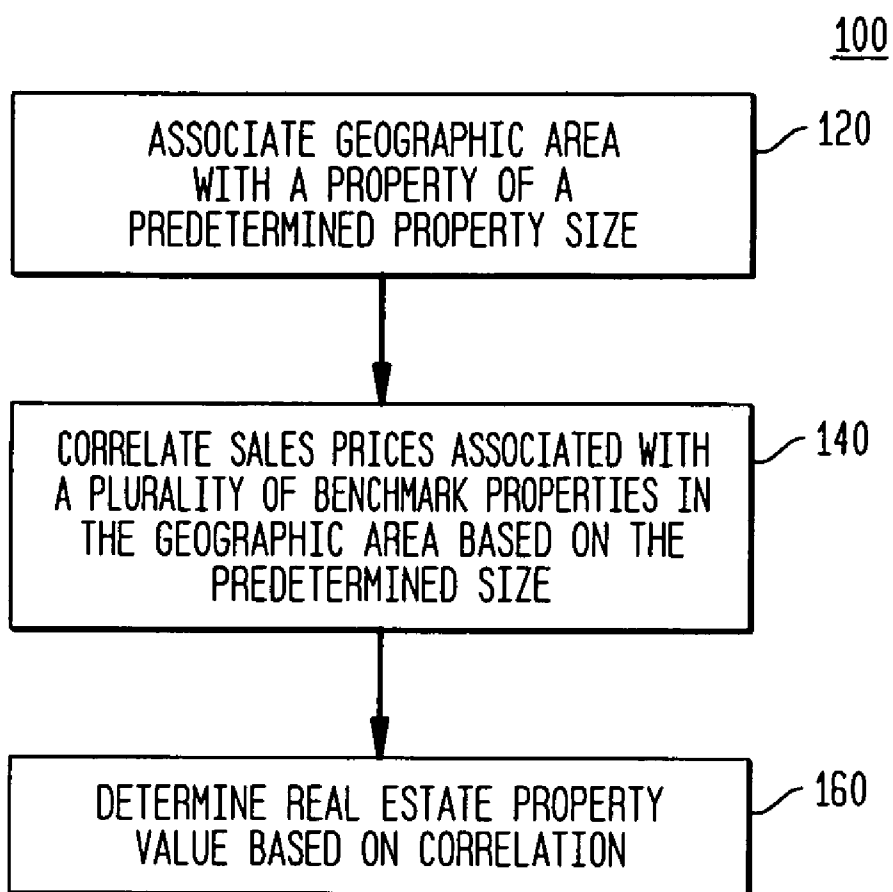 100
ASSOCIATE GEOGRAPHIC AREA
WITH A PROPERTY OF A
PREDETERMINED PROPERTY SIZE
120
CORRELATE SALES PRICES ASSOCIATED WITH
A PLURALITY OF BENCHMARK PROPERTIES IN
THE GEOGRAPHIC AREA BASED ON THE
PREDETERMINED SIZE
140
DETERMINE REAL ESTATE PROPERTY
VALUE BASED ON CORRELATION
160